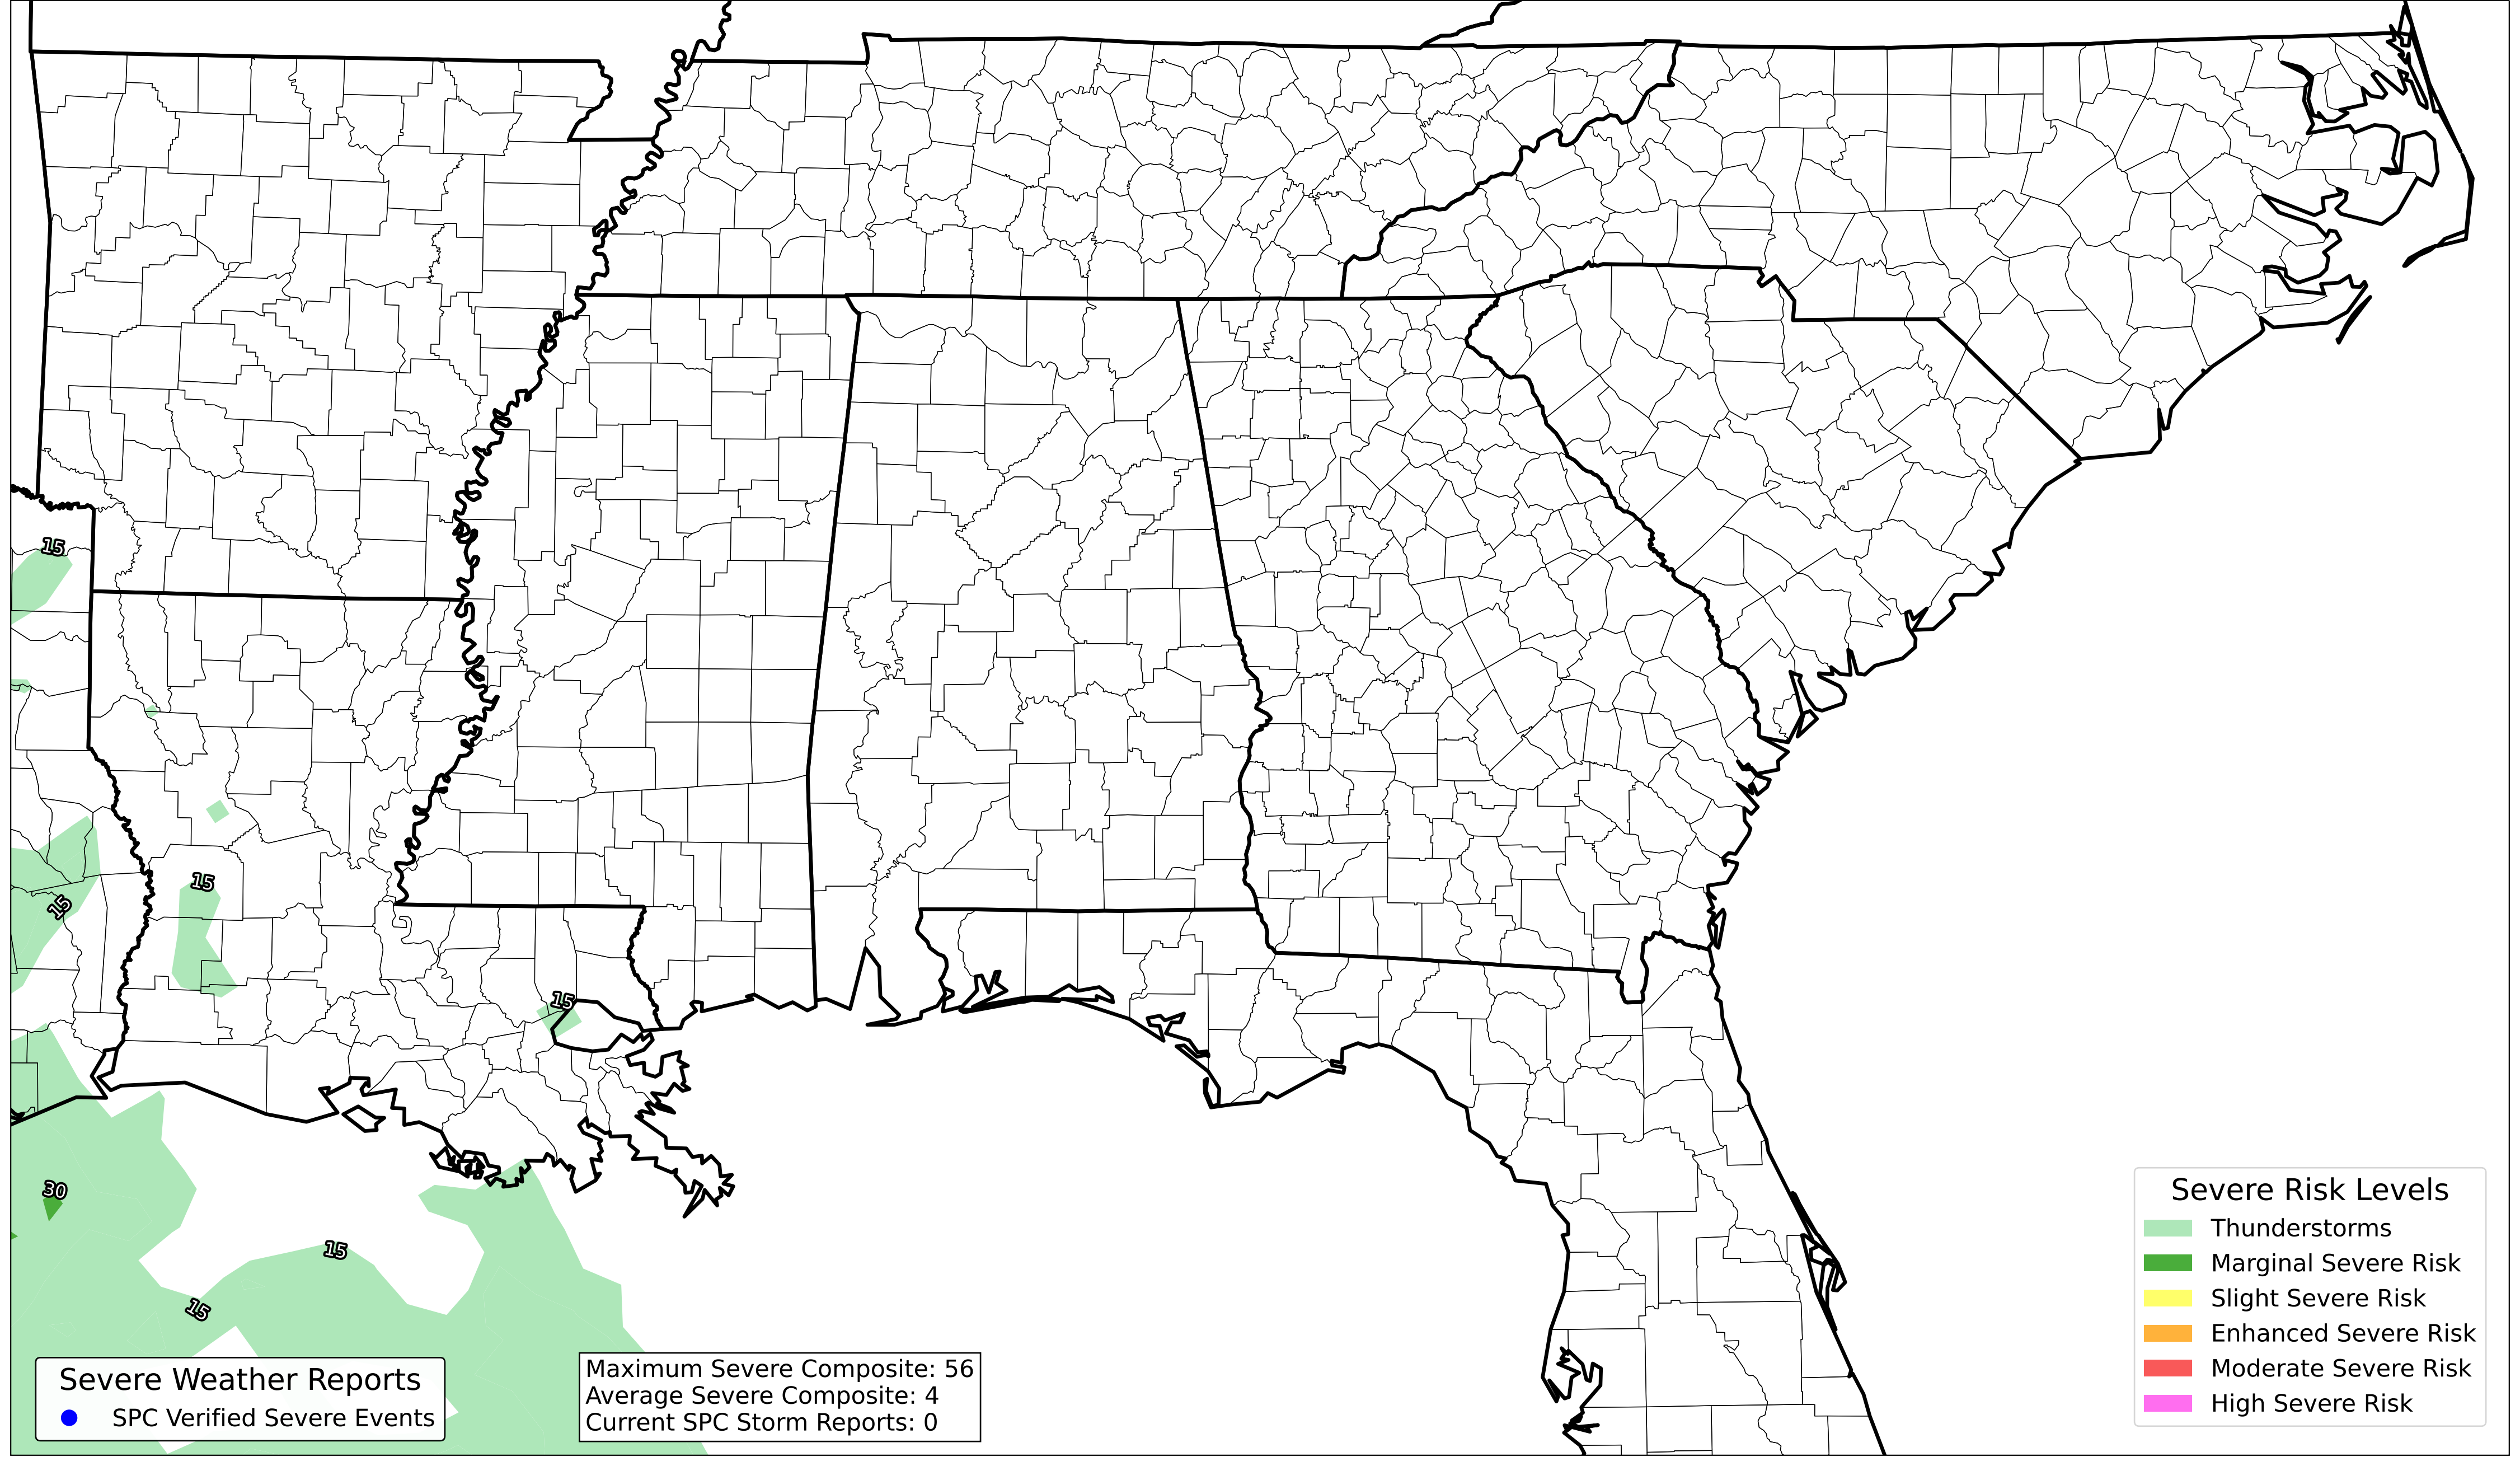 15
15
15
15
30
15
15
Severe Risk Levels
Thunderstorms
Marginal Severe Risk
Slight Severe Risk
Enhanced Severe Risk
Moderate Severe Risk
High Severe Risk
Severe Weather Reports
SPC Verified Severe Events
Maximum Severe Composite: 56
Average Severe Composite: 4
Current SPC Storm Reports: 0